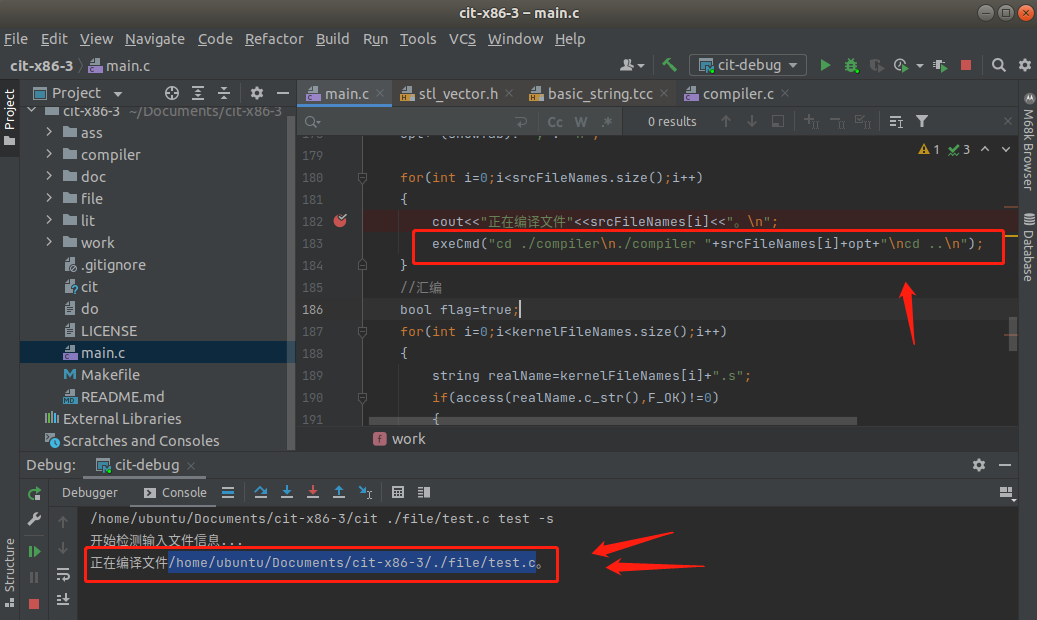 cit-x86-3 – main.c
File Edit View Navigate Code Refactor Build Run Tools VCS Window Help
cit-x86-3 main.c cit-debug
Project
main.c stl_vector.h basic_string.tcc compiler.c
Project
cit-x86-3 ~/Documents/cit-x86-3
ass
compiler
doc
file
lit
work
.gitignore
cit
do
LICENSE
main.c
Makefile
README.md
External Libraries
Scratches and Consoles
Cc W .* 0 results
1 3
179
180 for(int i=0;i<srcFileNames.size();i++)
181 {
182 cout<<"正在编译文件"<<srcFileNames[i]<<"。\n";
183 exeCmd("cd ./compiler\n./compiler "+srcFileNames[i]+opt+"\ncd ..\n");
184 }
185 //汇编
186 bool flag=true;
187 for(int i=0;i<kernelFileNames.size();i++)
188 {
189 string realName=kernelFileNames[i]+".s";
190 if(access(realName.c_str(),F_OK)!=0)
191 {
f work
M68k Browser
Database
Debug: cit-debug
Debugger Console
Structure
/home/ubuntu/Documents/cit-x86-3/cit ./file/test.c test -s
开始检测输入文件信息...
正在编译文件/home/ubuntu/Documents/cit-x86-3/./file/test.c。